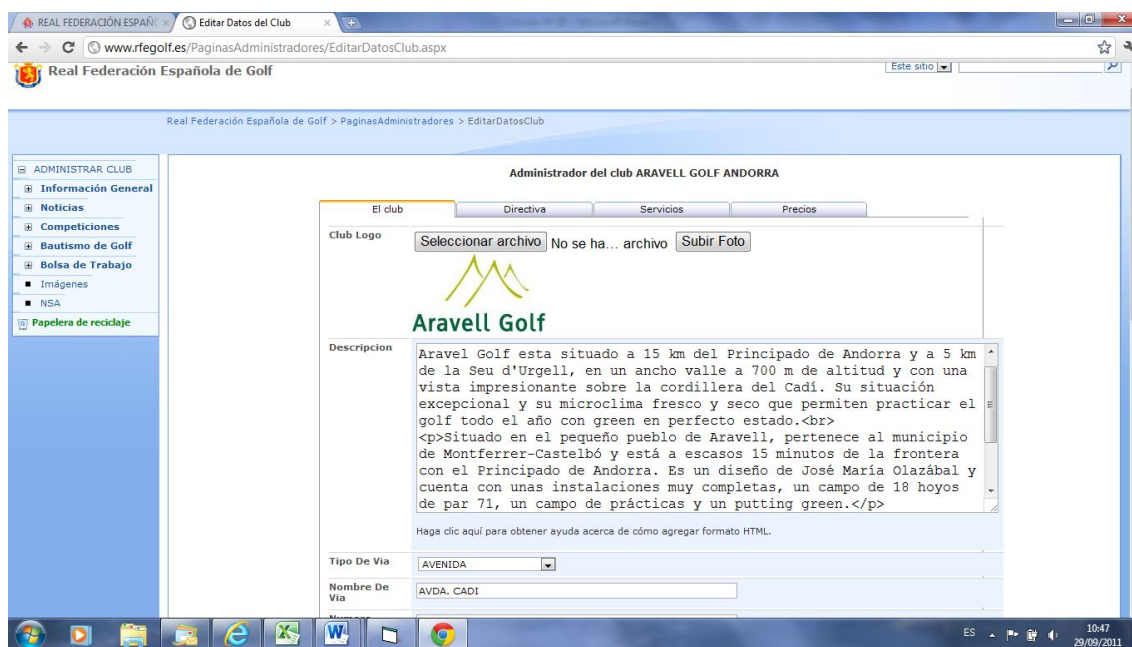 REAL FEDERACIÓN ESPAÑO
Editar Datos del Club
www.rfegolf.es/PaginasAdministradores/EditarDatosClub.aspx
Real Federación Española de Golf
Este sitio
Real Federación Española de Golf > PaginasAdministradores > EditarDatosClub
ADMINISTRAR CLUB
Información General
Noticias
Competiciones
Bautismo de Golf
Bolsa de Trabajo
Imágenes
NSA
Papelera de reciclaje
Administrador del club ARAVELL GOLF ANDORRA
El club Directiva Servicios Precios
Club Logo
Seleccionar archivo No se ha... archivo Subir Foto
Aravell Golf
Descripcion
Aravel Golf esta situado a 15 km del Principado de Andorra y a 5 km
de la Seu d'Urgell, en un ancho valle a 700 m de altitud y con una
vista impresionante sobre la cordillera del Cadí. Su situación
excepcional y su microclima fresco y seco que permiten practicar el
golf todo el año con green en perfecto estado.<br>
<p>Situado en el pequeño pueblo de Aravell, pertenece al municipio
de Montferrer-Castelbó y está a escasos 15 minutos de la frontera
con el Principado de Andorra. Es un diseño de José María Olazábal y
cuenta con unas instalaciones muy completas, un campo de 18 hoyos
de par 71, un campo de prácticas y un putting green.</p>
Haga clic aquí para obtener ayuda acerca de cómo agregar formato HTML.
Tipo De Via
AVENIDA
Nombre De
Via
AVDA. CADI
ES
10:47
29/09/2011